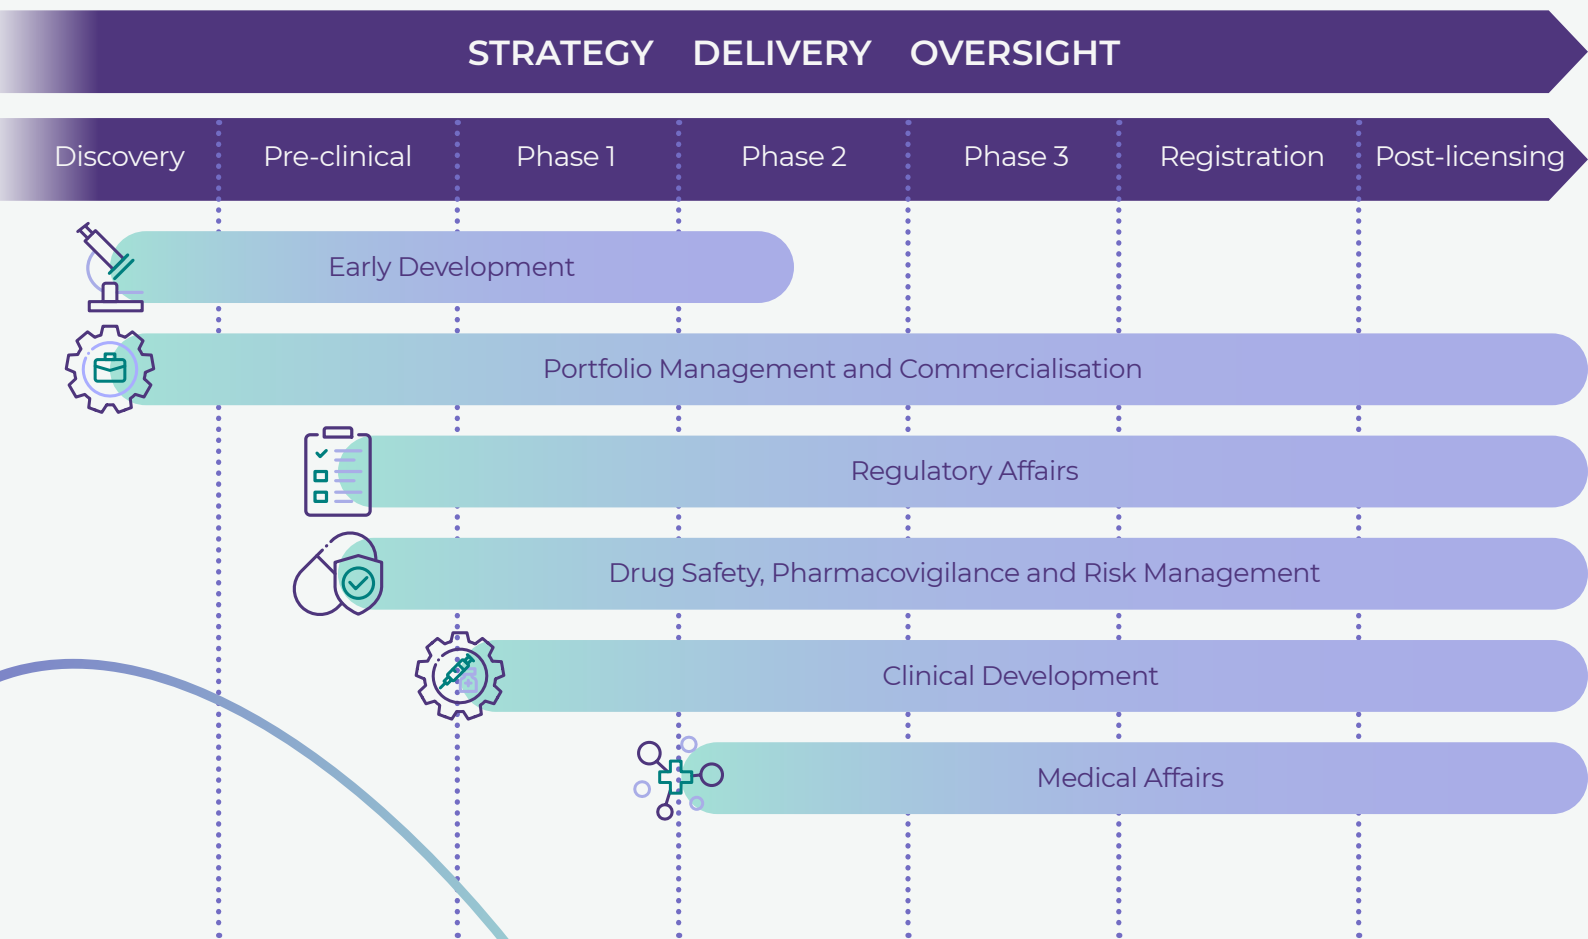 STRATEGY DELIVERY OVERSIGHT
Discovery Pre-clinical Phase 1 Phase 2 Phase 3 Registration Post-licensing
Early Development
Portfolio Management and Commercialisation
Regulatory Affairs
Drug Safety, Pharmacovigilance and Risk Management
Clinical Development
Medical Affairs